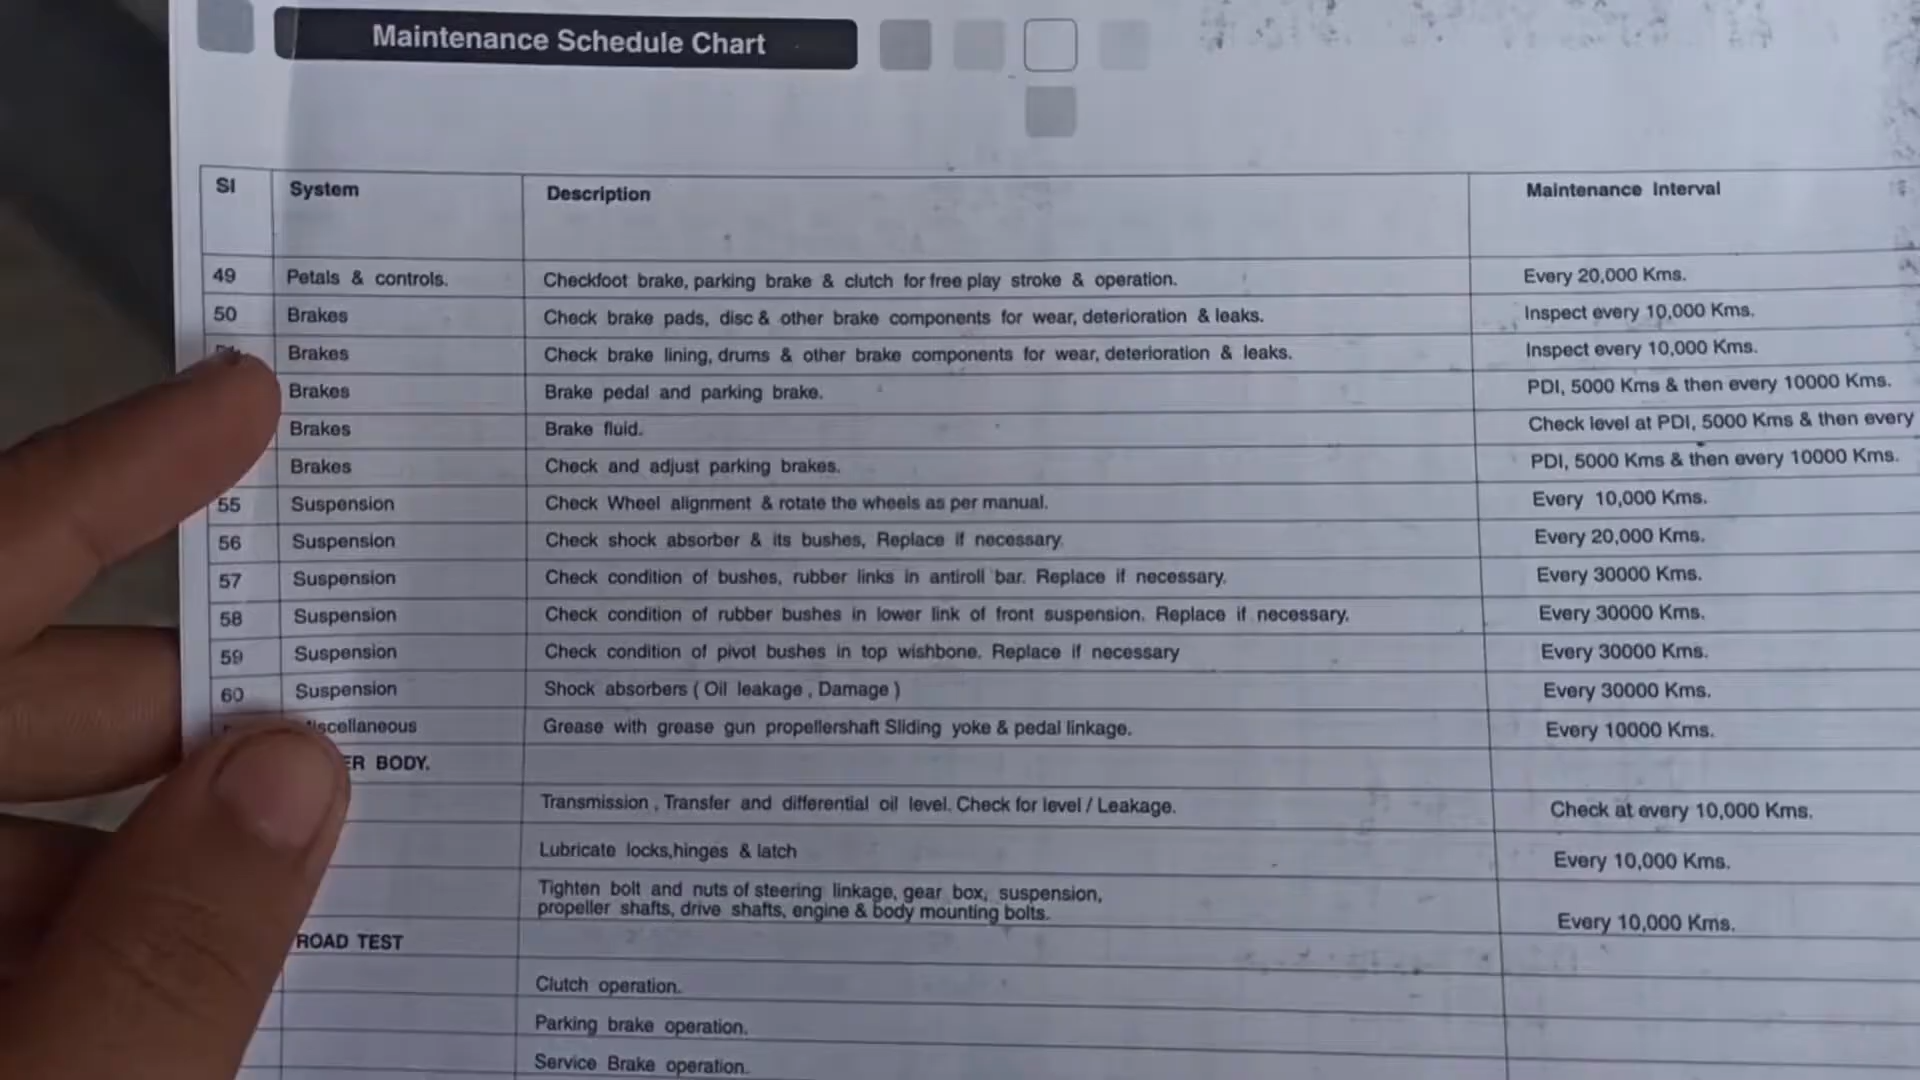 Maintenance Schedule Chart
SI System Description Maintenance Interval
49 Petals & controls. Checkfoot brake, parking brake & clutch for free play stroke & operation. Every 20,000 Kms.
50 Brakes Check brake pads, disc & other brake components for wear, deterioration & leaks. Inspect every 10,000 Kms.
Brakes Check brake lining, drums & other brake components for wear, deterioration & leaks. Inspect every 10,000 Kms.
Brakes Brake pedal and parking brake. PDI, 5000 Kms & then every 10000 Kms.
Brakes Brake fluid. Check level at PDI, 5000 Kms & then every
Brakes Check and adjust parking brakes. PDI, 5000 Kms & then every 10000 Kms.
55 Suspension Check Wheel alignment & rotate the wheels as per manual. Every 10,000 Kms.
56 Suspension Check shock absorber & its bushes, Replace if necessary. Every 20,000 Kms.
57 Suspension Check condition of bushes, rubber links in antiroll bar. Replace if necessary. Every 30000 Kms.
58 Suspension Check condition of rubber bushes in lower link of front suspension. Replace if necessary. Every 30000 Kms.
59 Suspension Check condition of pivot bushes in top wishbone. Replace if necessary Every 30000 Kms.
60 Suspension Shock absorbers ( Oil leakage , Damage ) Every 30000 Kms.
iscellaneous Grease with grease gun propellershaft Sliding yoke & pedal linkage. Every 10000 Kms.
ER BODY.
Transmission , Transfer and differential oil level. Check for level / Leakage. Check at every 10,000 Kms.
Lubricate locks,hinges & latch Every 10,000 Kms.
Tighten bolt and nuts of steering linkage, gear box, suspension,
propeller shafts, drive shafts, engine & body mounting bolts. Every 10,000 Kms.
ROAD TEST
Clutch operation.
Parking brake operation.
Service Brake operation.